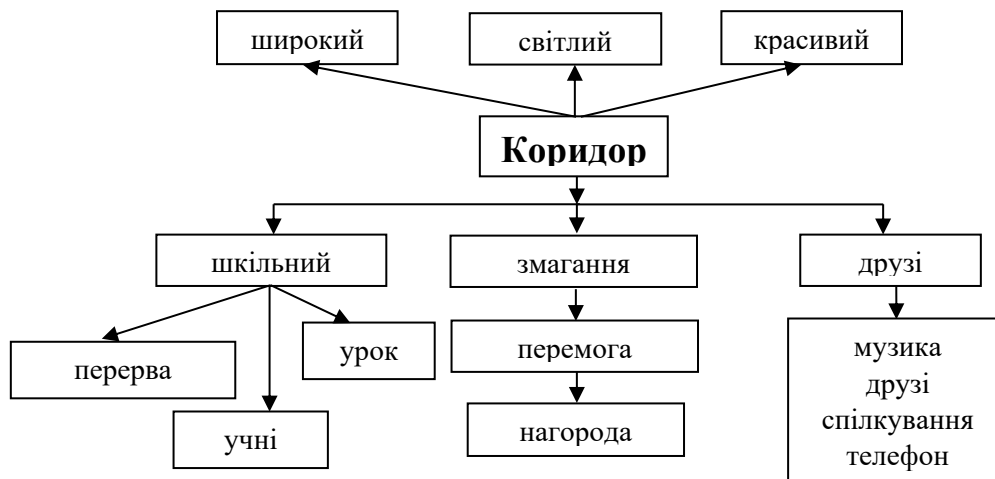 широкий
світлий
красивий
Коридор
шкільний
змагання
друзі
перерва
урок
учні
перемога
нагорода
музика
друзі
спілкування
телефон